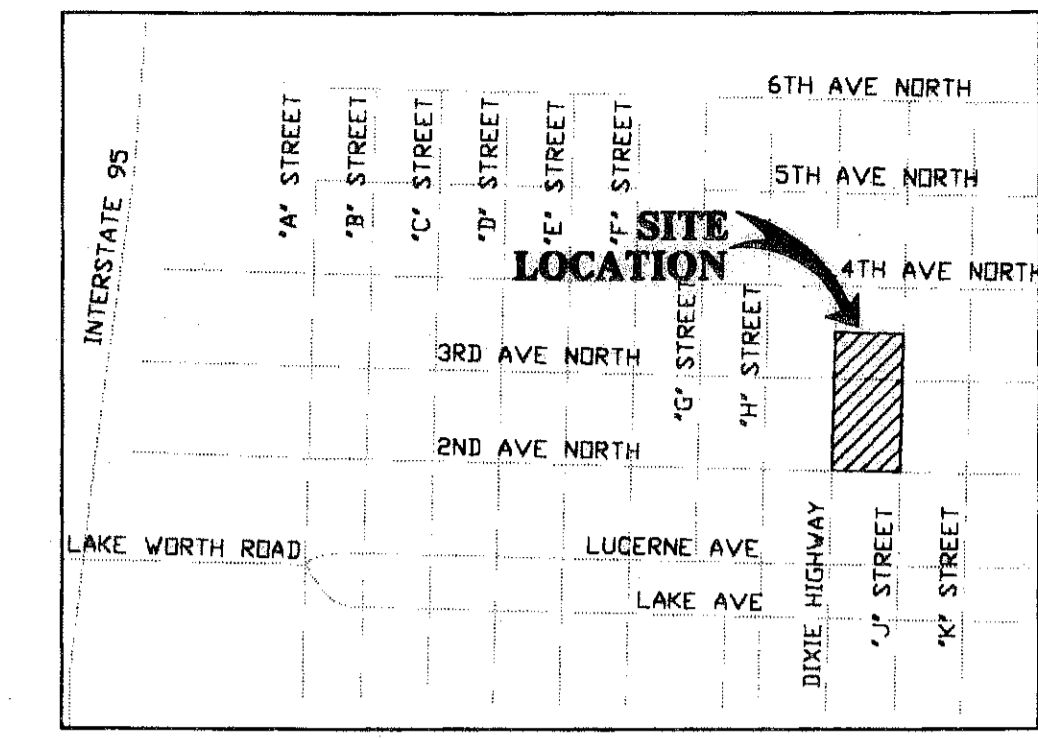 6TH AVE NORTH
5TH AVE NORTH
4TH AVE NORTH
INTERSTATE 95
"A" STREET
"B" STREET
"C" STREET
"D" STREET
"E" STREET
"F" STREET
SITE
LOCATION
3RD AVE NORTH
"G" STREET
"H" STREET
2ND AVE NORTH
LAKE WORTH ROAD
LUCERNE AVE
LAKE AVE
DIXIE HIGHWAY
"J" STREET
"K" STREET